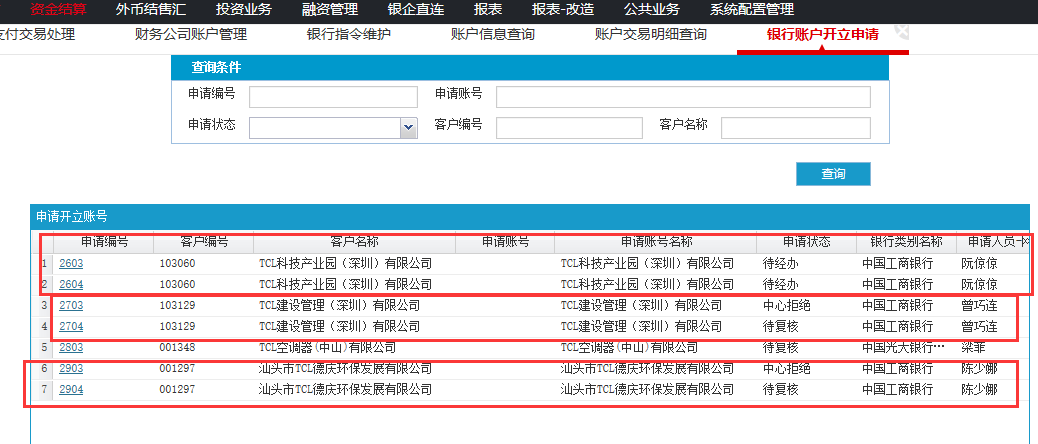 资金结算 外币结售汇 投资业务 融资管理 银企直连 报表 报表-改造 公共业务 系统配置管理
支付交易处理 财务公司账户管理 银行指令维护 账户信息查询 账户交易明细查询 银行账户开立申请
查询条件
申请编号 申请账号
申请状态 客户编号 客户名称
查询
申请开立账号
申请编号 客户编号 客户名称 申请账号 申请账号名称 申请状态 银行类别名称 申请人员一
1 2603 103060 TCL科技产业园（深圳）有限公司 TCL科技产业园（深圳）有限公司 待经办 中国工商银行 阮倞倞
2 2604 103060 TCL科技产业园（深圳）有限公司 TCL科技产业园（深圳）有限公司 待经办 中国工商银行 阮倞倞
3 2703 103129 TCL建设管理（深圳）有限公司 TCL建设管理（深圳）有限公司 中心拒绝 中国工商银行 曾巧连
4 2704 103129 TCL建设管理（深圳）有限公司 TCL建设管理（深圳）有限公司 待复核 中国工商银行 曾巧连
5 2803 001348 TCL空调器(中山)有限公司 TCL空调器(中山)有限公司 待复核 中国光大银行… 梁菲
6 2903 001297 汕头市TCL德庆环保发展有限公司 汕头市TCL德庆环保发展有限公司 中心拒绝 中国工商银行 陈少娜
7 2904 001297 汕头市TCL德庆环保发展有限公司 汕头市TCL德庆环保发展有限公司 待复核 中国工商银行 陈少娜